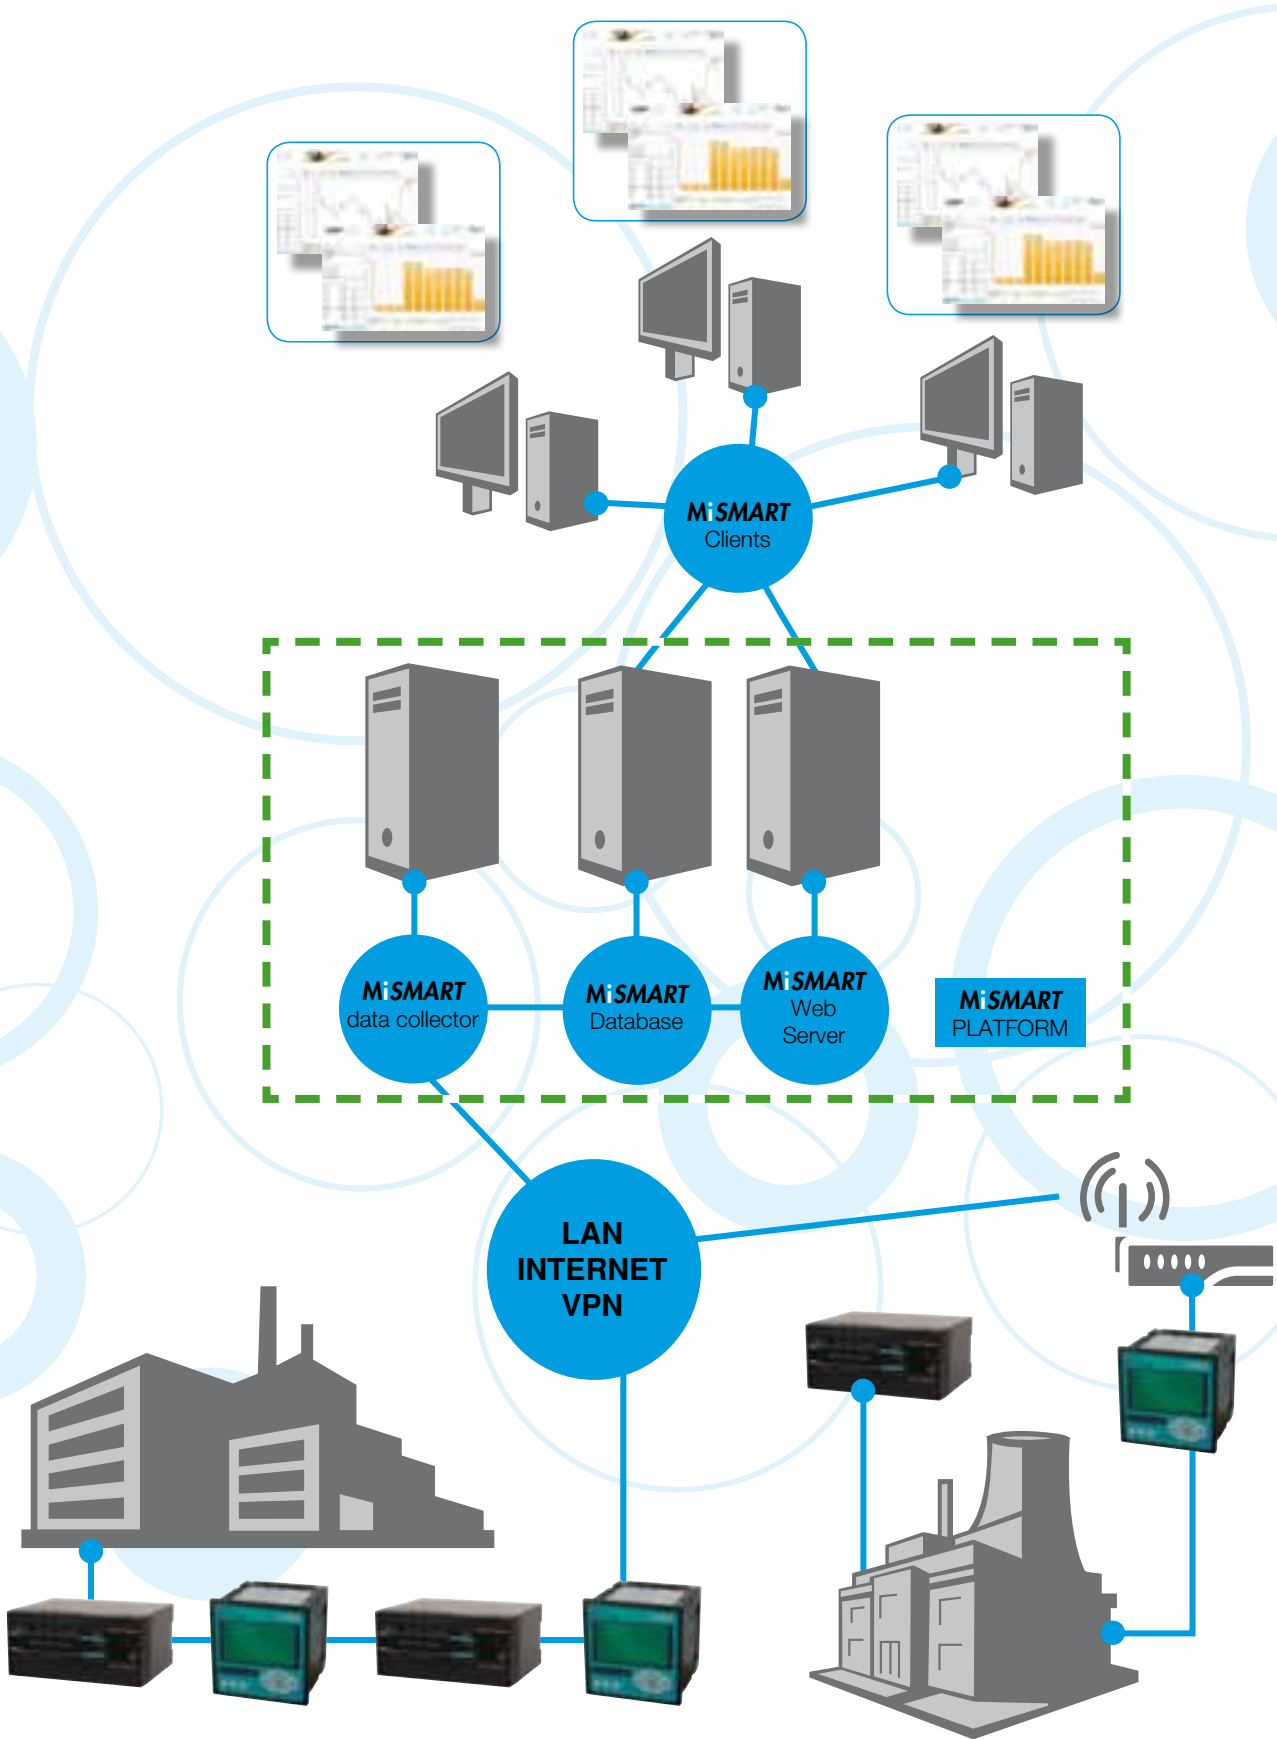 MiSMART
Clients
MiSMART
data collector
MiSMART
Database
MiSMART
Web
Server
MiSMART
PLATFORM
LAN
INTERNET
VPN